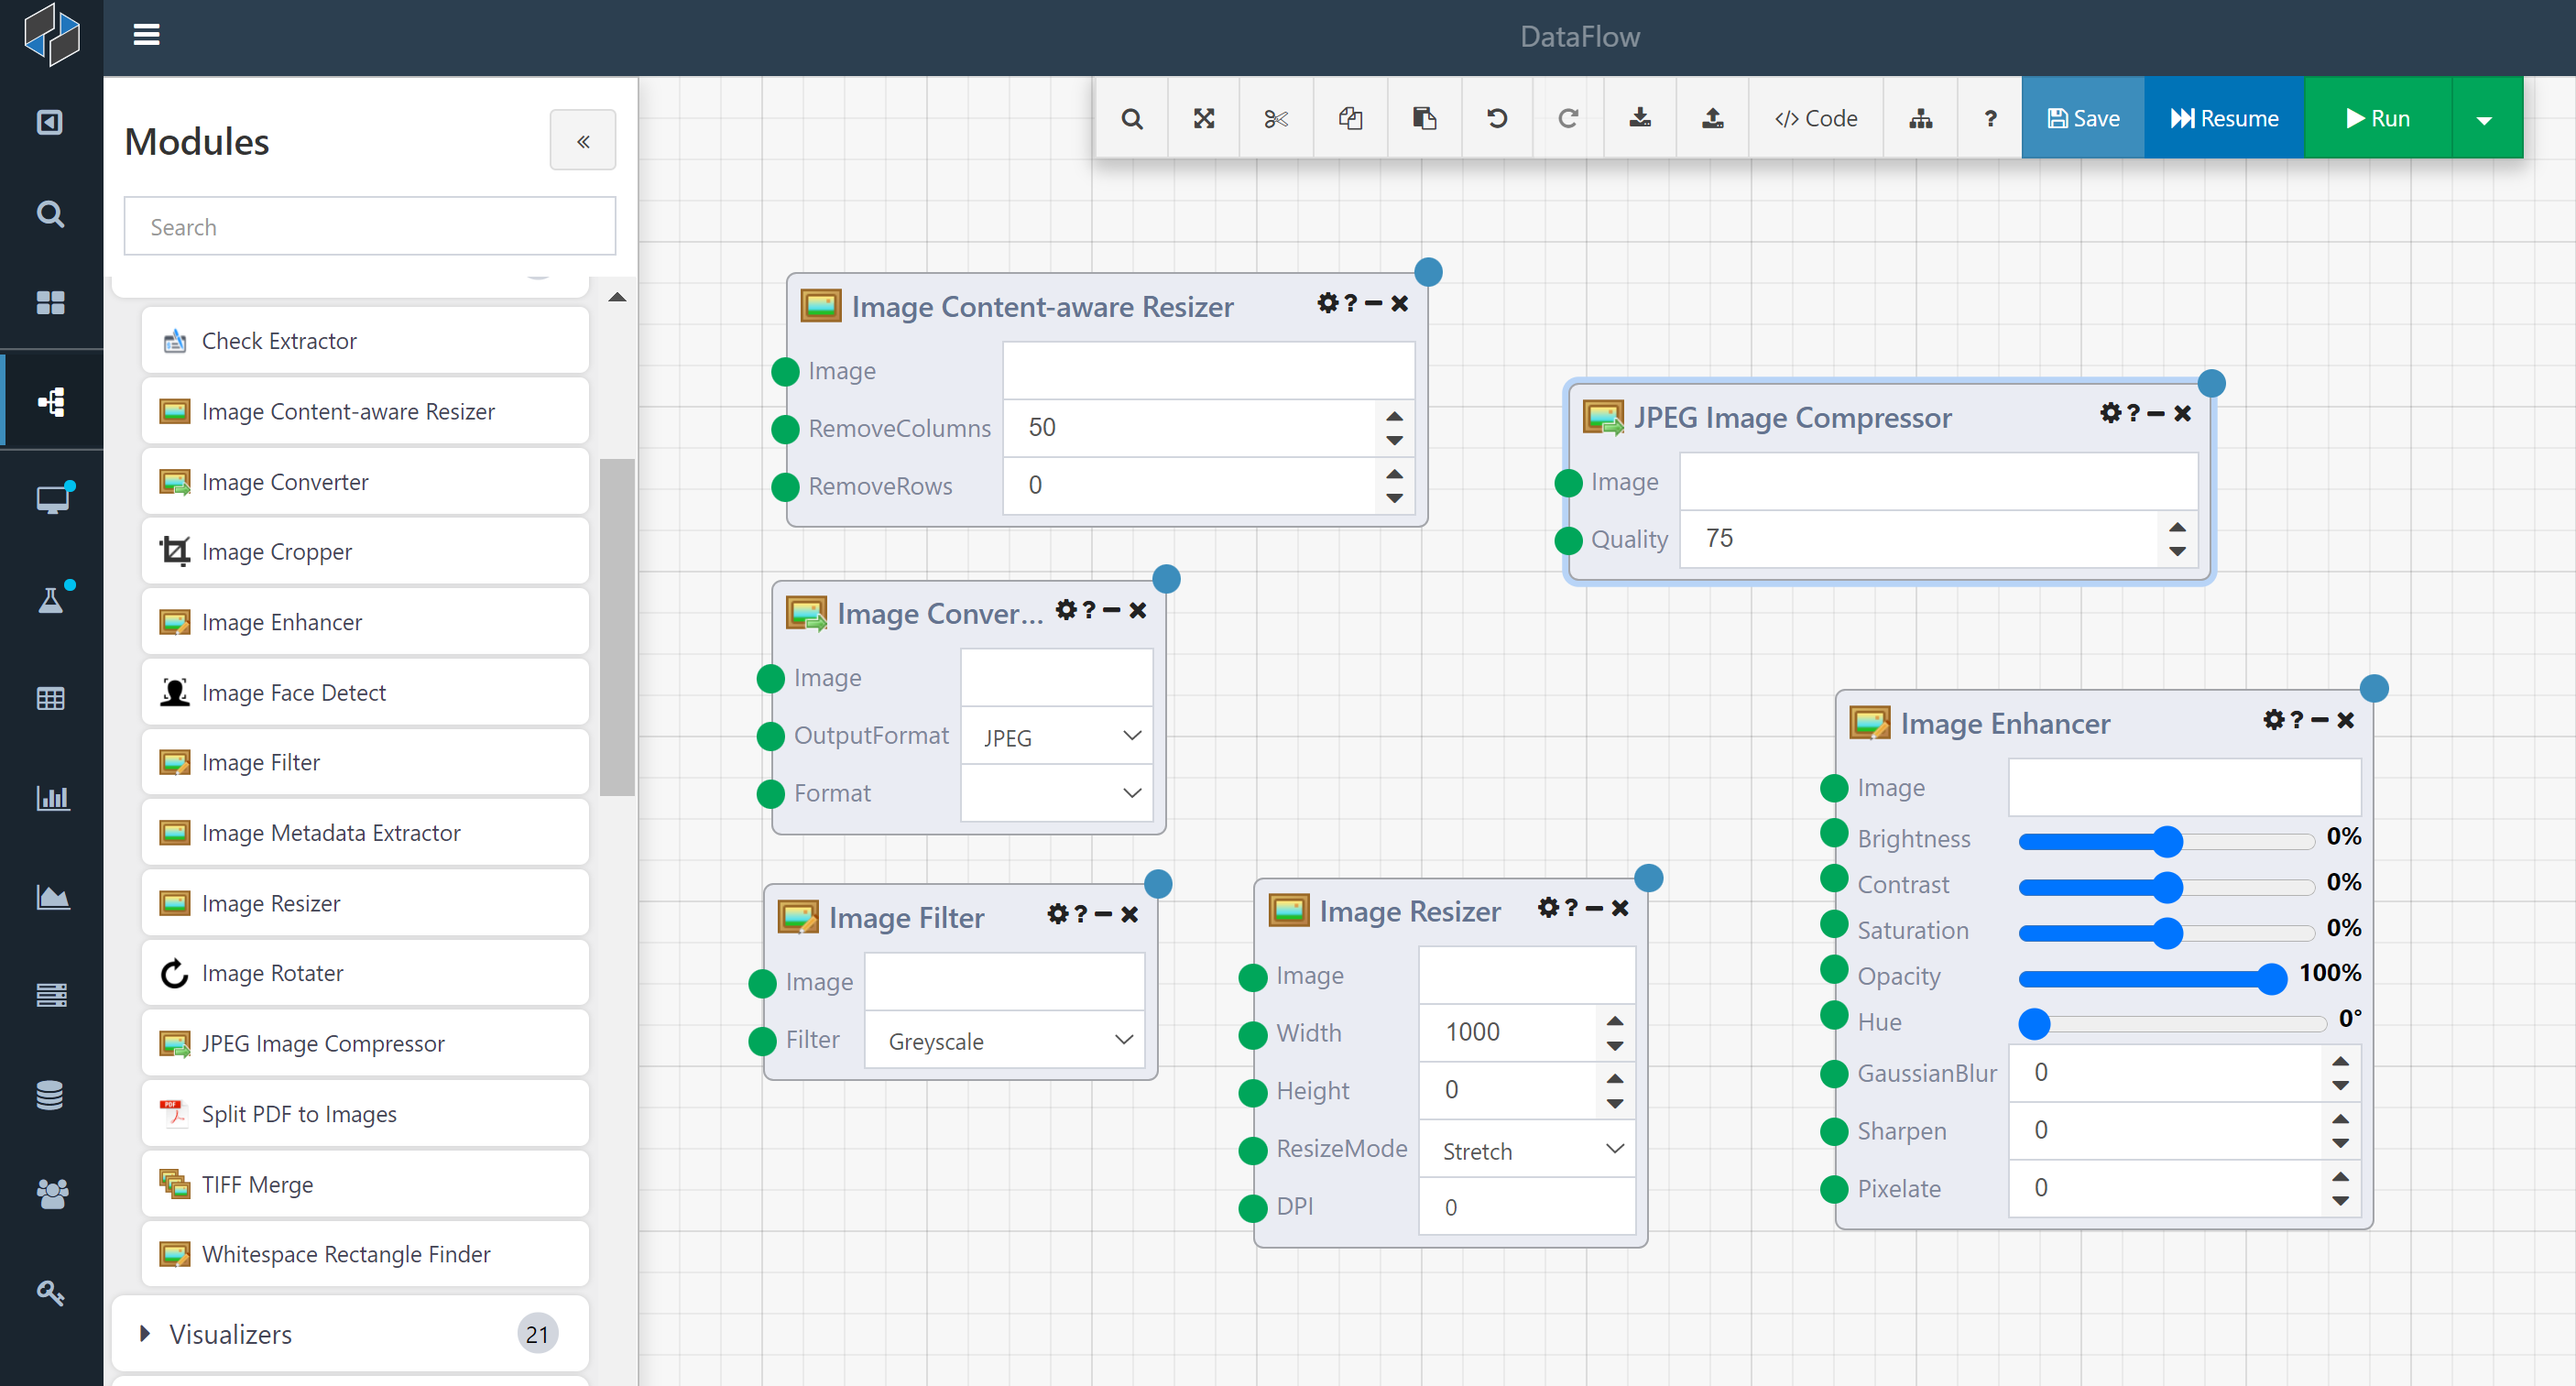 DataFlow
Modules
«
Search
</> Code
?
Save
Resume
Run
Check Extractor
Image Content-aware Resizer
Image Converter
Image Cropper
Image Enhancer
Image Face Detect
Image Filter
Image Metadata Extractor
Image Resizer
Image Rotater
JPEG Image Compressor
Split PDF to Images
TIFF Merge
Whitespace Rectangle Finder
Visualizers 21
Image Content-aware Resizer ?
Image
RemoveColumns 50
RemoveRows 0
JPEG Image Compressor ?
Image
Quality 75
Image Conver... ?
Image
OutputFormat JPEG
Format
Image Filter ?
Image
Filter Greyscale
Image Resizer ?
Image
Width 1000
Height 0
ResizeMode Stretch
DPI 0
Image Enhancer ?
Image
Brightness 0%
Contrast 0%
Saturation 0%
Opacity 100%
Hue 0°
GaussianBlur 0
Sharpen 0
Pixelate 0